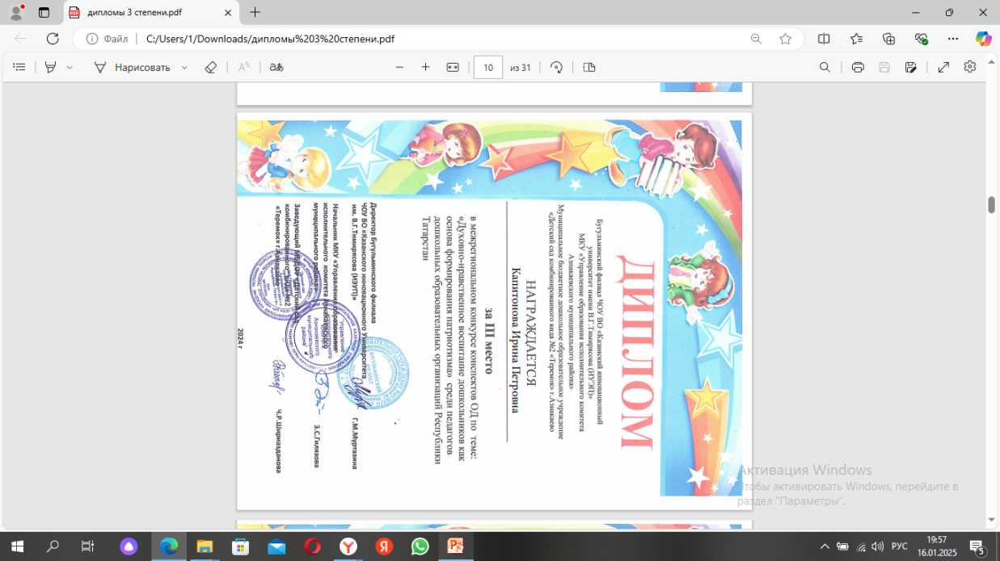 дипломы 3 степени.pdf
Файл
C:/Users/1/Downloads/дипломы%203%20степени.pdf
Нарисовать
10
из 31
ДИПЛОМ
Бугульминский филиал ЧОУ ВО «Казанский инновационный
университет имени В.Г.Тимирясова (ИУЭП)»
МКУ «Управление образования исполнительного комитета
Азнакаевского муниципального района»
Муниципальное бюджетное дошкольное образовательное учреждение
«Детский сад комбинированного вида №2 «Теремок» г.Азнакаево
НАГРАЖДАЕТСЯ
Капитонова Ирина Петровна
за III место
в межрегиональном конкурсе конспектов ОД по теме:
«Духовно-нравственное воспитание дошкольников как
основа формирования патриотизма» среди педагогов
дошкольных образовательных организаций Республики
Татарстан
Директор Бугульминского филиала
ЧОУ ВО «Казанского инновационного Университета
им. В.Г.Тимирясова (ИЗУП)» Г.М.Муртазина
Начальник МКУ «Управление образования
исполнительного комитета Азнакаевского
муниципального района» З.С.Гилязова
Заведующий МБДОУ «Детский сад
комбинированного вида №2
«Теремок» г.Азнакаево Ч.Р.Шириазданова
2024 г
Активация Windows
Чтобы активировать Windows, перейдите в
раздел "Параметры".
РУС
19:57
16.01.2025
5